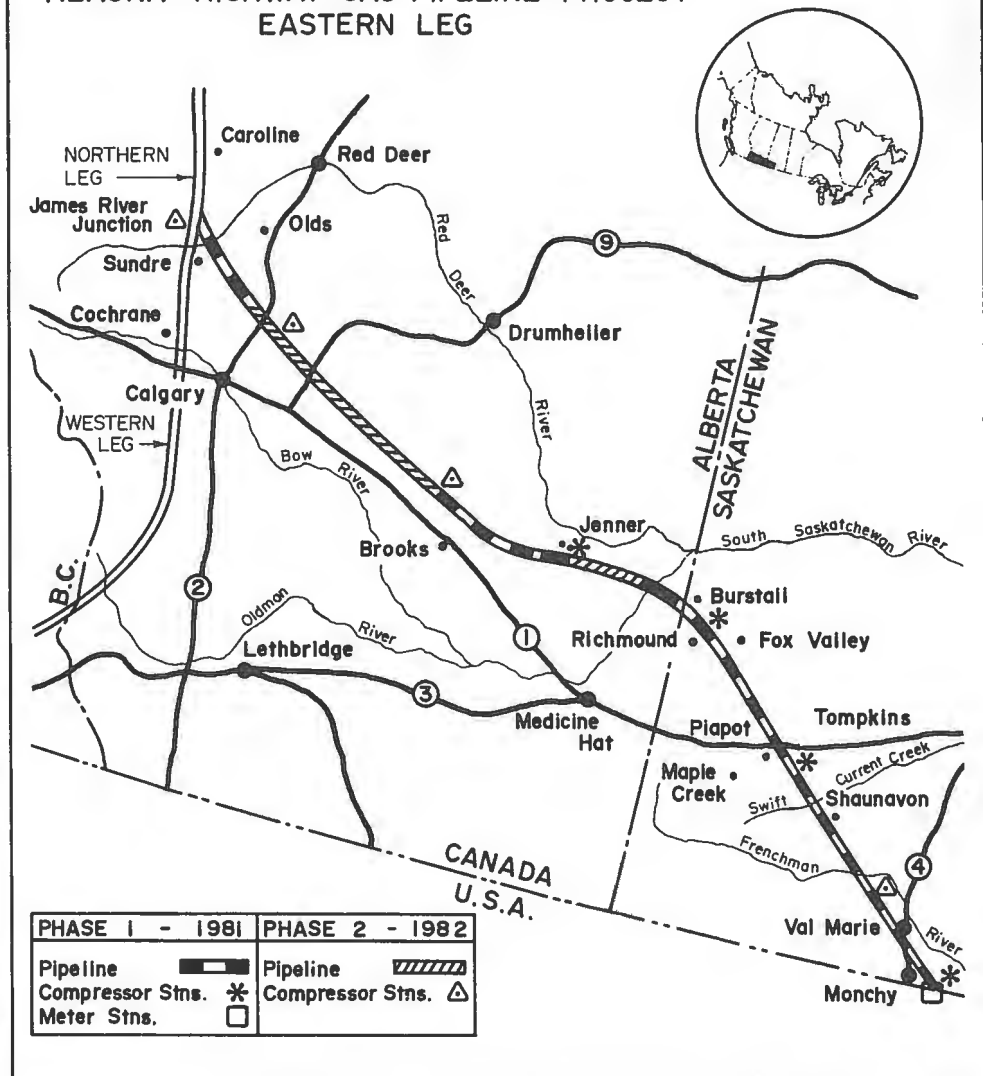 EASTERN LEG
Caroline
NORTHERN
LEG
Red Deer
James River
Junction
Olds
Sundre
Red
Deer
River
9
Cochrane
Drumheller
Calgary
ALBERTA
SASKATCHEWAN
WESTERN
LEG
Bow
River
Jenner
South Saskatchewan River
Brooks
B.C.
2
Oldman
River
Burstall
Richmound
Fox Valley
1
Lethbridge
3
Medicine
Hat
Piapot
Tompkins
Maple
Creek
Swift Current Creek
Shaunavon
Frenchman
River
4
CANADA
U.S.A.
Val Marie
Monchy
PHASE 1 - 1981
Pipeline
Compressor Stns.
Meter Stns.
PHASE 2 - 1982
Pipeline
Compressor Stns.